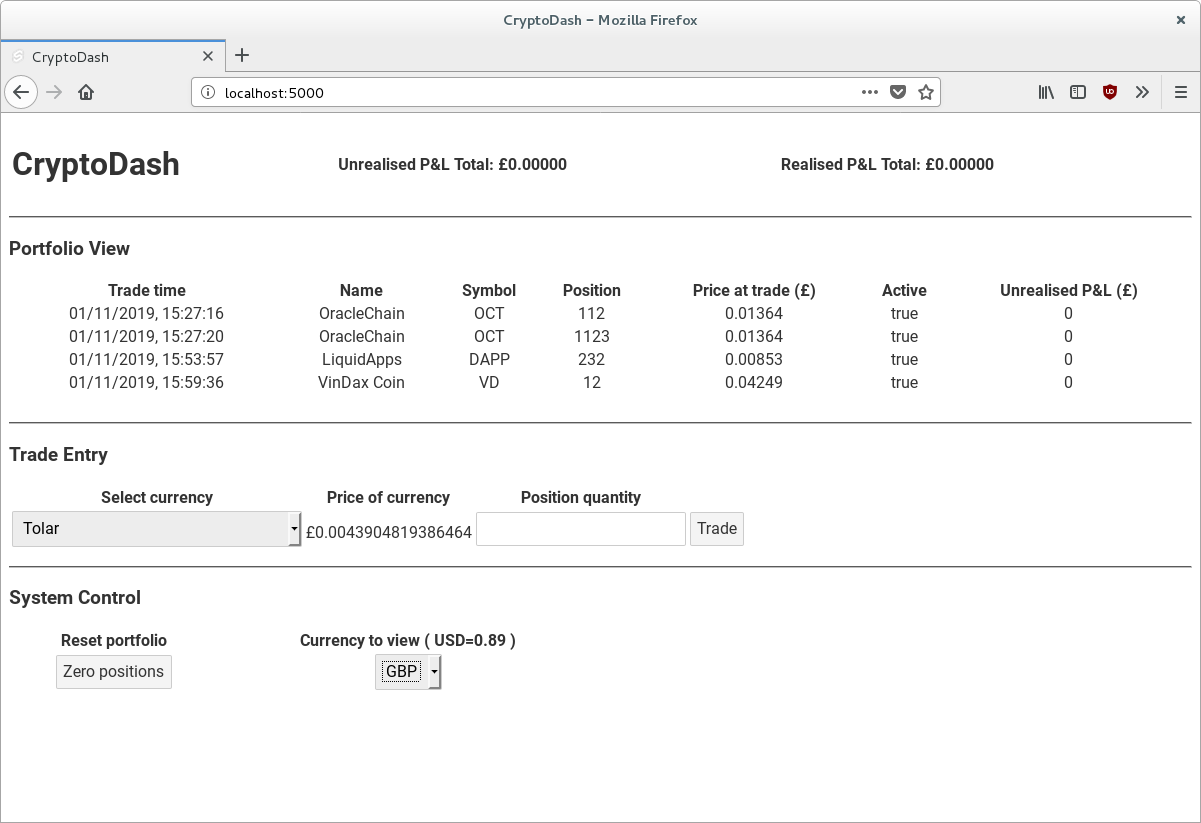 CryptoDash - Mozilla Firefox
CryptoDash
localhost:5000
CryptoDash Unrealised P&L Total: £0.00000 Realised P&L Total: £0.00000
Portfolio View
Trade time Name Symbol Position Price at trade (£) Active Unrealised P&L (£)
01/11/2019, 15:27:16 OracleChain OCT 112 0.01364 true 0
01/11/2019, 15:27:20 OracleChain OCT 1123 0.01364 true 0
01/11/2019, 15:53:57 LiquidApps DAPP 232 0.00853 true 0
01/11/2019, 15:59:36 VinDax Coin VD 12 0.04249 true 0
Trade Entry
Select currency Price of currency Position quantity
Tolar £0.0043904819386464 Trade
System Control
Reset portfolio Currency to view ( USD=0.89 )
Zero positions GBP